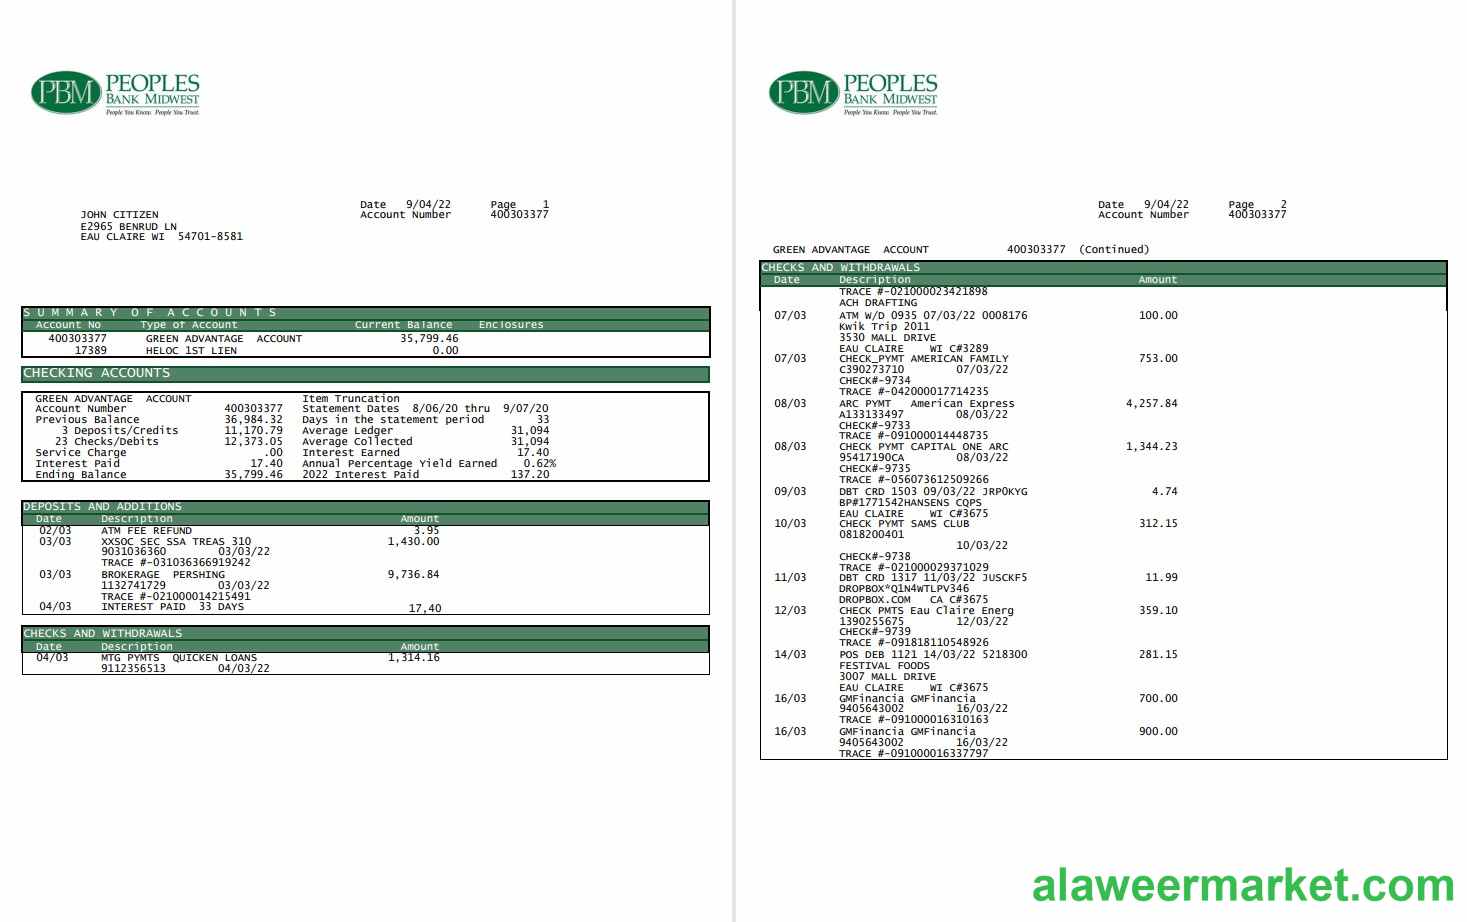 PBM PEOPLES
BANK MIDWEST
People You Know. People You Trust.
Date 9/04/22 Page 1
JOHN CITIZEN Account Number 400303377
E2965 BENRUD LN
EAU CLAIRE WI 54701-8581
SUMMARY OF ACCOUNTS
Account No Type of Account Current Balance Enclosures
400303377 GREEN ADVANTAGE ACCOUNT 35,799.46
17389 HELOC 1ST LIEN 0.00
CHECKING ACCOUNTS
GREEN ADVANTAGE ACCOUNT Item Truncation
Account Number 400303377 Statement Dates 8/06/20 thru 9/07/20
Previous Balance 36,984.32 Days in the statement period 33
3 Deposits/Credits 11,170.79 Average Ledger 31,094
23 Checks/Debits 12,373.05 Average Collected 31,094
Service Charge .00 Interest Earned 17.40
Interest Paid 17.40 Annual Percentage Yield Earned 0.62%
Ending Balance 35,799.46 2022 Interest Paid 137.20
DEPOSITS AND ADDITIONS
Date Description Amount
02/03 ATM FEE REFUND 3.95
03/03 XXSOC SEC SSA TREAS 310 1,430.00
9031036360 03/03/22
TRACE #-031036366919242
03/03 BROKERAGE PERSHING 9,736.84
1132741729 03/03/22
TRACE #-021000014215491
04/03 INTEREST PAID 33 DAYS 17,40
CHECKS AND WITHDRAWALS
Date Description Amount
04/03 MTG PYMTS QUICKEN LOANS 1,314.16
9112356513 04/03/22
PBM PEOPLES
BANK MIDWEST
People You Know. People You Trust.
Date 9/04/22 Page 2
Account Number 400303377
GREEN ADVANTAGE ACCOUNT 400303377 (Continued)
CHECKS AND WITHDRAWALS
Date Description Amount
TRACE #-021000023421898
ACH DRAFTING
07/03 ATM W/D 0935 07/03/22 0008176 100.00
Kwik Trip 2011
3530 MALL DRIVE
EAU CLAIRE WI C#3289
07/03 CHECK_PYMT AMERICAN FAMILY 753.00
C390273710 07/03/22
CHECK#-9734
TRACE #-042000017714235
08/03 ARC PYMT American Express 4,257.84
A133133497 08/03/22
CHECK#-9733
TRACE #-091000014448735
08/03 CHECK PYMT CAPITAL ONE ARC 1,344.23
95417190CA 08/03/22
CHECK#-9735
TRACE #-056073612509266
09/03 DBT CRD 1503 09/03/22 JRP0KYG 4.74
BP#1771542HANSENS CQPS
EAU CLAIRE WI C#3675
10/03 CHECK PYMT SAMS CLUB 312.15
0818200401
10/03/22
CHECK#-9738
TRACE #-021000029371029
11/03 DBT CRD 1317 11/03/22 JUSCKF5 11.99
DROPBOX*Q1N4WTLPV346
DROPBOX.COM CA C#3675
12/03 CHECK PMTS Eau Claire Energ 359.10
1390255675 12/03/22
CHECK#-9739
TRACE #-091818110548926
14/03 POS DEB 1121 14/03/22 5218300 281.15
FESTIVAL FOODS
3007 MALL DRIVE
EAU CLAIRE WI C#3675
16/03 GMFinancia GMFinancia 700.00
9405643002 16/03/22
TRACE #-091000016310163
16/03 GMFinancia GMFinancia 900.00
9405643002 16/03/22
TRACE #-091000016337797
alaweermarket.com